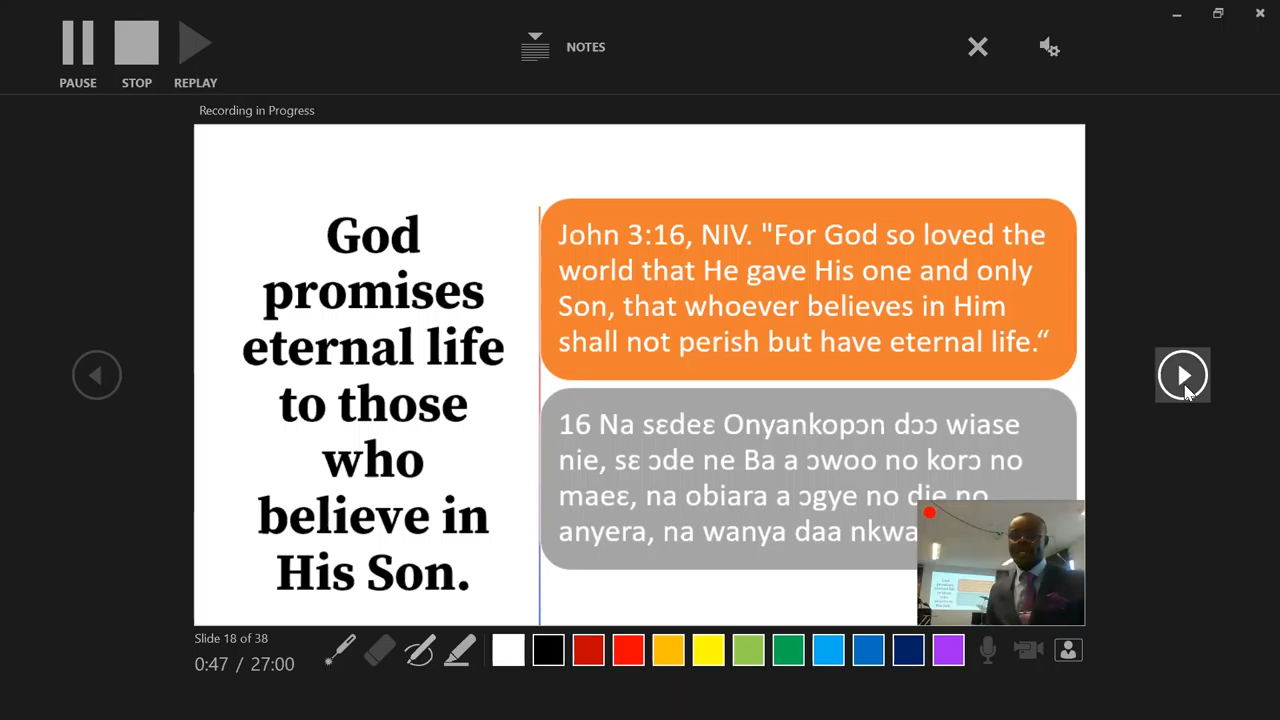 PAUSE
STOP
REPLAY
NOTES
Recording in Progress
God
promises
eternal life
to those
who
believe in
His Son.
John 3:16, NIV. "For God so loved the
world that He gave His one and only
Son, that whoever believes in Him
shall not perish but have eternal life.“
16 Na sɛdeɛ Onyankopɔn dɔɔ wiase
nie, sɛ ɔde ne Ba a ɔwoo no korɔ no
maeɛ, na obiara a ɔgye no die no
anyera, na wanya daa nkwa
Slide 18 of 38
0:47 / 27:00